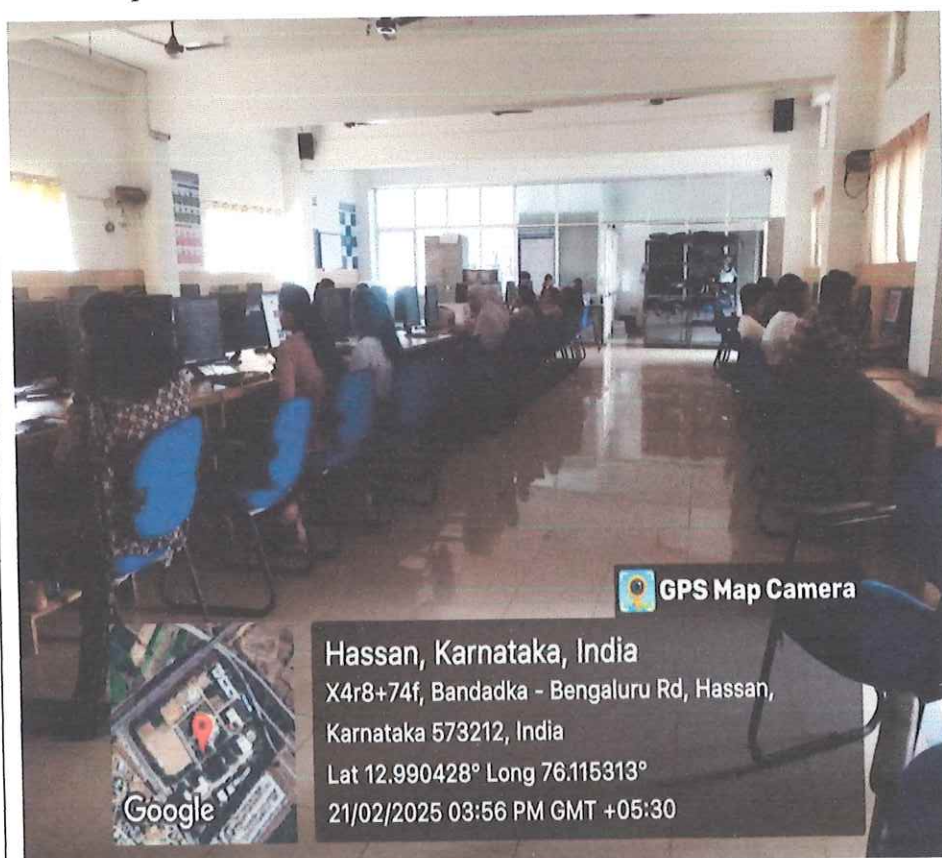 GPS Map Camera
Hassan, Karnataka, India
X4r8+74f, Bandadka - Bengaluru Rd, Hassan,
Karnataka 573212, India
Lat 12.990428° Long 76.115313°
21/02/2025 03:56 PM GMT +05:30
Google